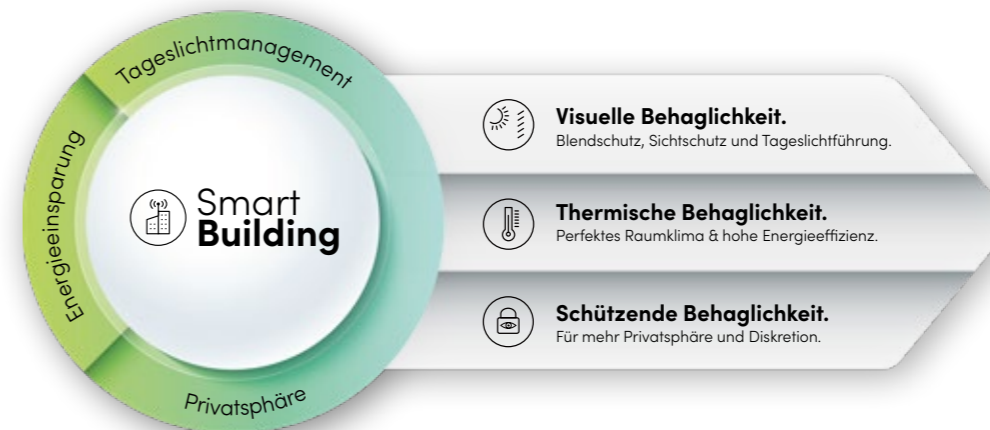 Tageslichtmanagement
Energieeinsparung
Privatsphäre
Smart
Building
Visuelle Behaglichkeit.
Blendschutz, Sichtschutz und Tageslichtführung.
Thermische Behaglichkeit.
Perfektes Raumklima & hohe Energieeffizienz.
Schützende Behaglichkeit.
Für mehr Privatsphäre und Diskretion.